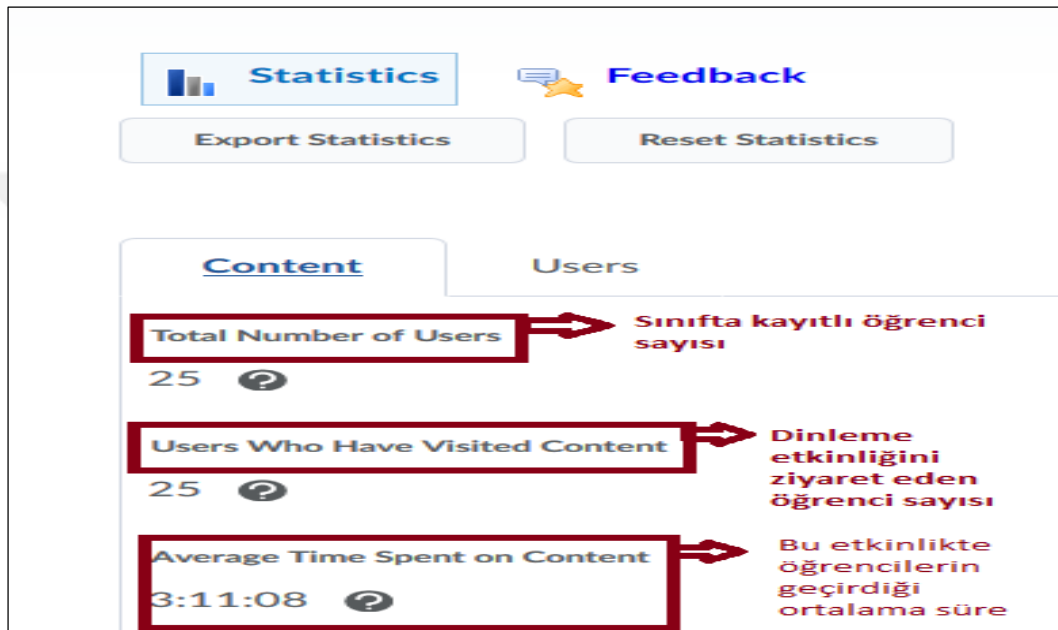 Statistics Feedback
Export Statistics Reset Statistics
Content Users
Total Number of Users
Sınıfta kayıtlı öğrenci
sayısı
25
Users Who Have Visited Content
Dinleme
etkinliğini
ziyaret eden
öğrenci sayısı
25
Average Time Spent on Content
Bu etkinlikte
öğrencilerin
geçirdiği
ortalama süre
3:11:08